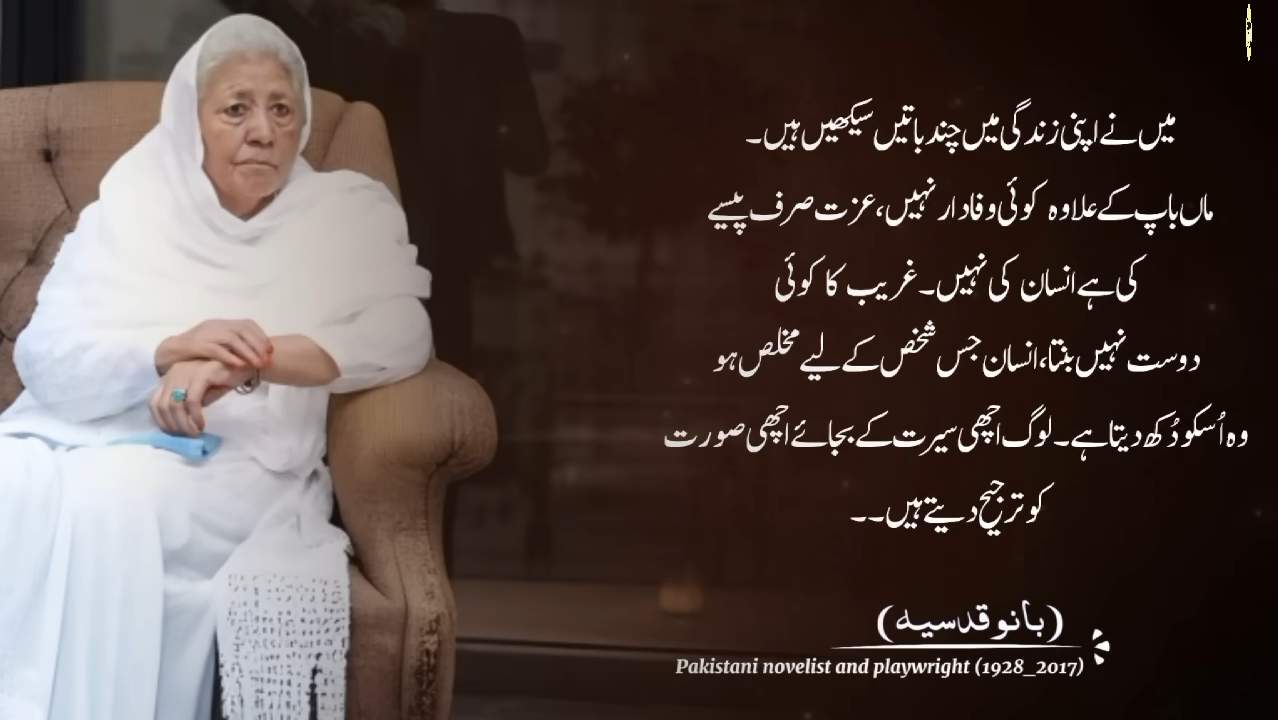 میں نے اپنی زندگی میں چند باتیں سیکھیں ہیں۔
ماں باپ کے علاوہ کوئی وفادار نہیں، عزت صرف پیسے
کی ہے انسان کی نہیں۔ غریب کا کوئی
دوست نہیں بنتا، انسان جس شخص کے لیے مخلص ہو
وہ اُسکو دُکھ دیتا ہے۔ لوگ اچھی سیرت کے بجائے اچھی صورت
کو ترجیح دیتے ہیں۔۔
(بانو قدسیہ)
Pakistani novelist and playwright (1928_2017)